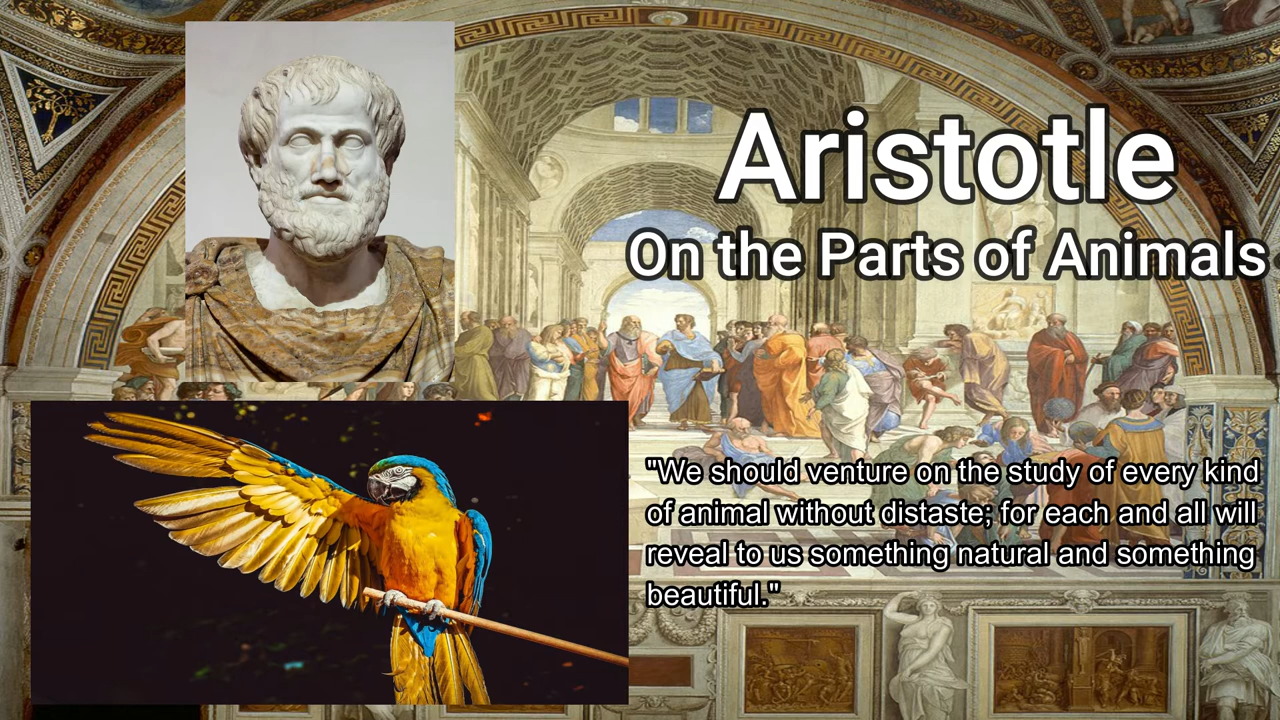 Aristotle
On the Parts of Animals
"We should venture on the study of every kind
of animal without distaste; for each and all will
reveal to us something natural and something
beautiful."